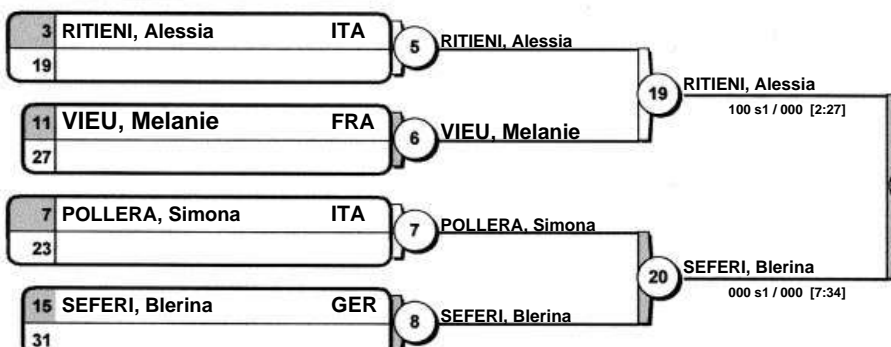 3 RITIENI, Alessia ITA
19
5
RITIENI, Alessia
11 VIEU, Melanie FRA
27
6
VIEU, Melanie
19
RITIENI, Alessia
100 s1 / 000 [2:27]
7 POLLERA, Simona ITA
23
7
POLLERA, Simona
15 SEFERI, Blerina GER
31
8
SEFERI, Blerina
20
SEFERI, Blerina
000 s1 / 000 [7:34]